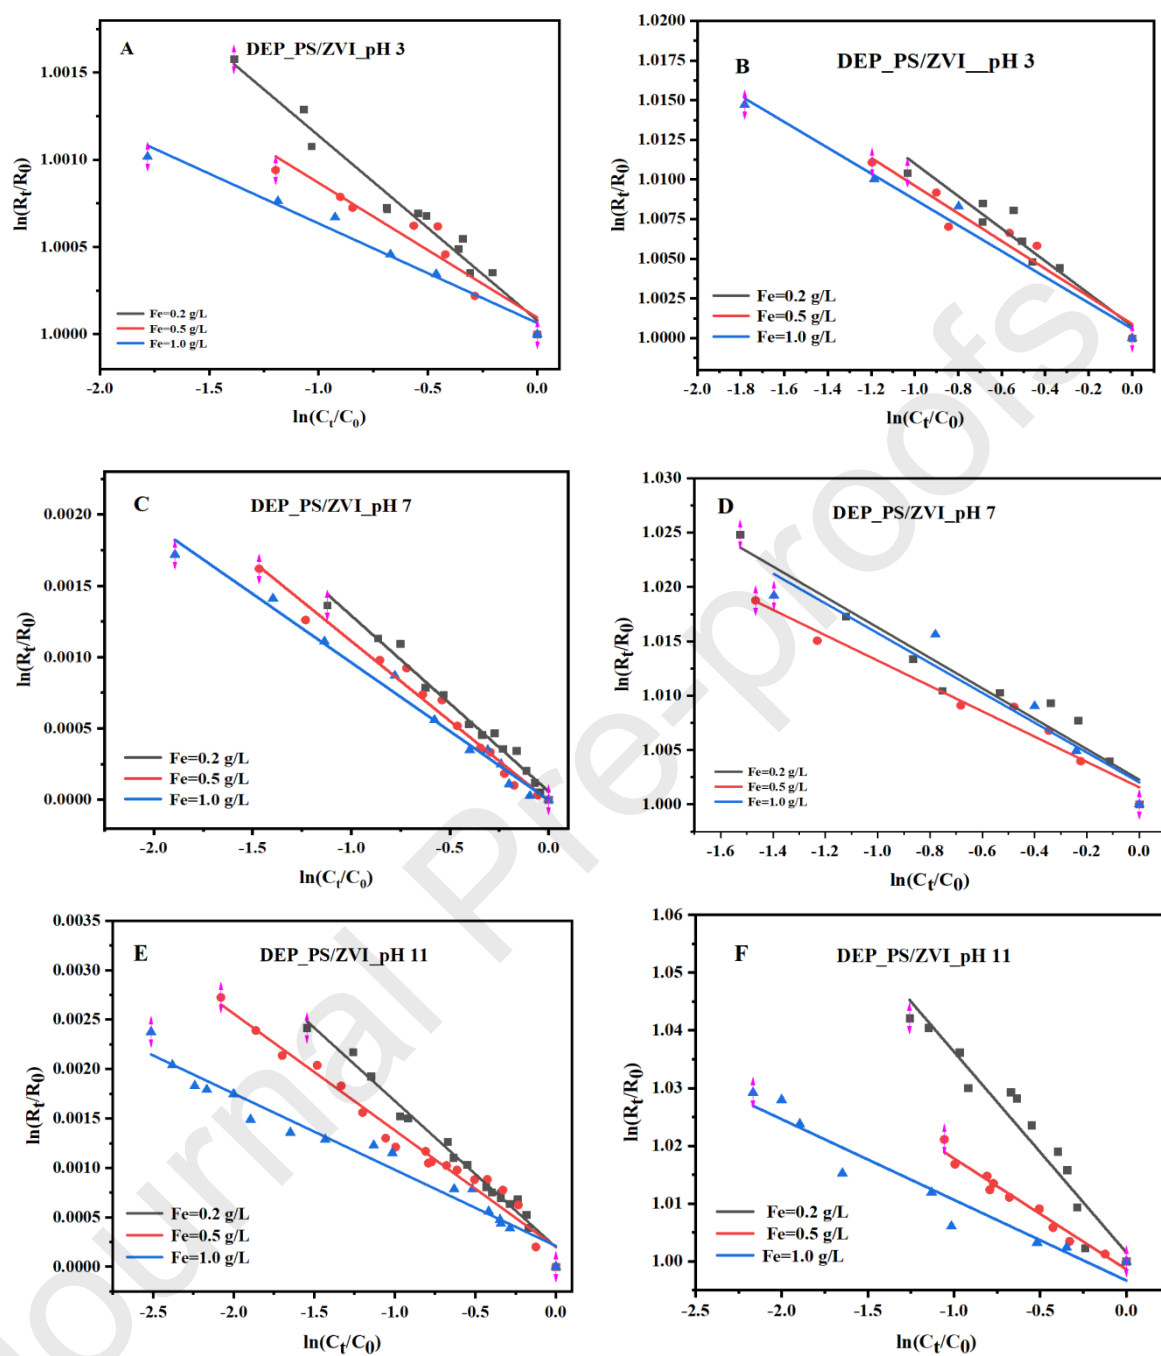 A
DEP_PS/ZVI_pH 3
ln(Rt/R0)
1.0015
1.0010
1.0005
1.0000
Fe=0.2 g/L
Fe=0.5 g/L
Fe=1.0 g/L
-2.0 -1.5 -1.0 -0.5 0.0
ln(Ct/C0)
B
DEP_PS/ZVI__pH 3
ln(Rt/R0)
1.0200
1.0175
1.0150
1.0125
1.0100
1.0075
1.0050
1.0025
1.0000
Fe=0.2 g/L
Fe=0.5 g/L
Fe=1.0 g/L
-2.0 -1.8 -1.6 -1.4 -1.2 -1.0 -0.8 -0.6 -0.4 -0.2 0.0
ln(Ct/C0)
C
DEP_PS/ZVI_pH 7
ln(Rt/R0)
0.0020
0.0015
0.0010
0.0005
0.0000
Fe=0.2 g/L
Fe=0.5 g/L
Fe=1.0 g/L
-2.0 -1.5 -1.0 -0.5 0.0
ln(Ct/C0)
D
DEP_PS/ZVI_pH 7
ln(Rt/R0)
1.030
1.025
1.020
1.015
1.010
1.005
1.000
Fe=0.2 g/L
Fe=0.5 g/L
Fe=1.0 g/L
-1.6 -1.4 -1.2 -1.0 -0.8 -0.6 -0.4 -0.2 0.0
ln(Ct/C0)
E
DEP_PS/ZVI_pH 11
ln(Rt/R0)
0.0035
0.0030
0.0025
0.0020
0.0015
0.0010
0.0005
0.0000
Fe=0.2 g/L
Fe=0.5 g/L
Fe=1.0 g/L
-2.5 -2.0 -1.5 -1.0 -0.5 0.0
ln(Ct/C0)
F
DEP_PS/ZVI_pH 11
ln(Rt/R0)
1.06
1.05
1.04
1.03
1.02
1.01
1.00
Fe=0.2 g/L
Fe=0.5 g/L
Fe=1.0 g/L
-2.5 -2.0 -1.5 -1.0 -0.5 0.0
ln(Ct/C0)
Journal Pre-proofs